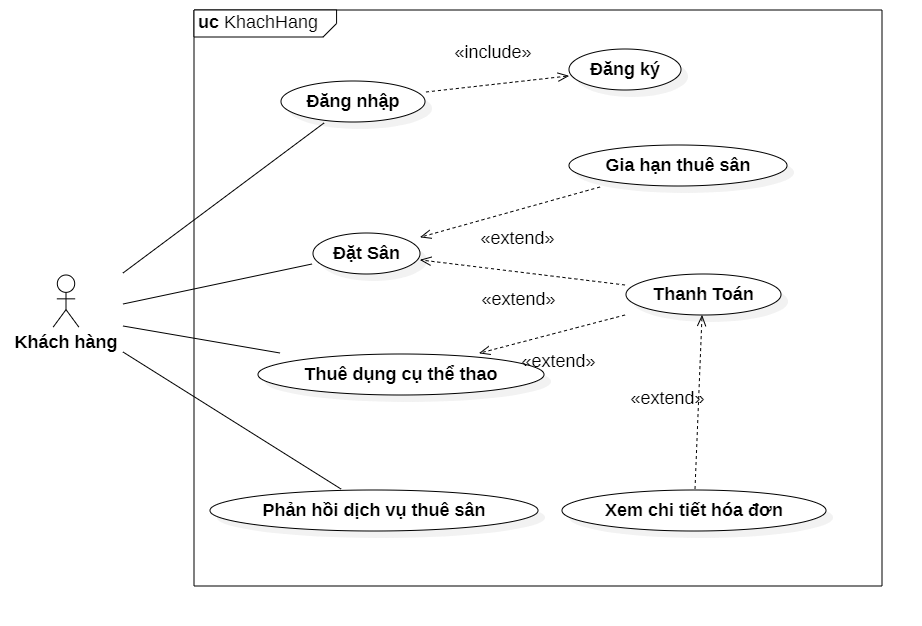 uc KhachHang
«include»
Đăng ký
Đăng nhập
Gia hạn thuê sân
«extend»
Đặt Sân
Thanh Toán
«extend»
Khách hàng
«extend»
Thuê dụng cụ thể thao
«extend»
Phản hồi dịch vụ thuê sân
Xem chi tiết hóa đơn